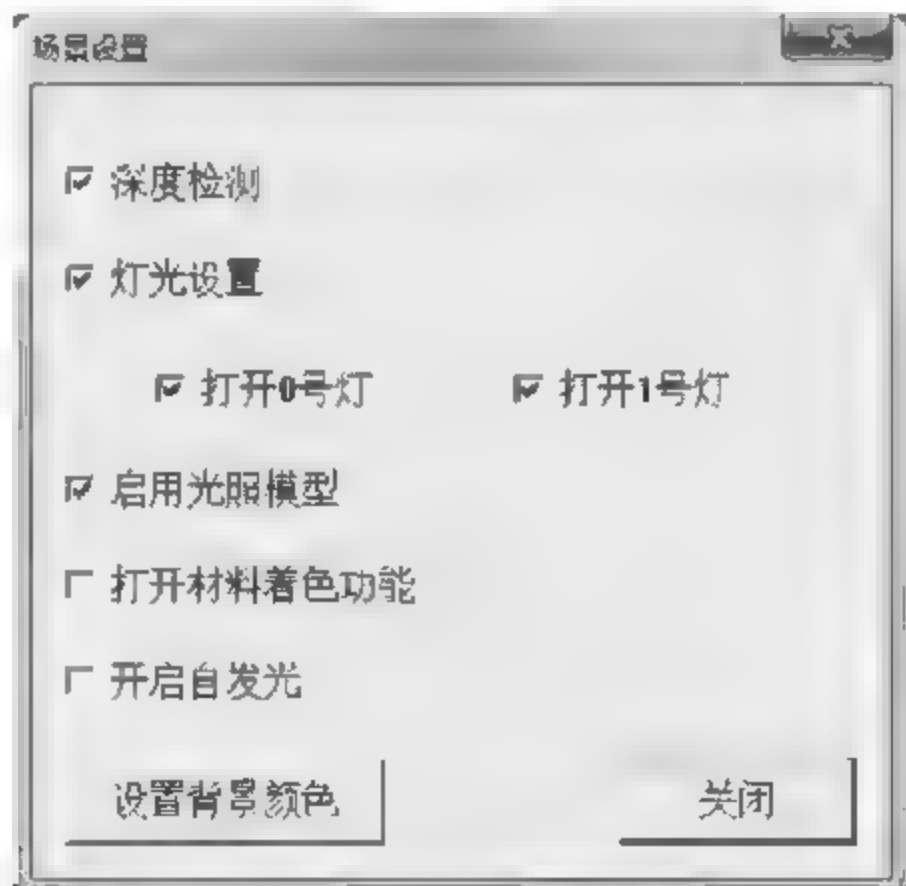 场景设置
深度检测
灯光设置
打开0号灯 打开1号灯
启用光照模型
打开材料着色功能
开启自发光
设置背景颜色 关闭